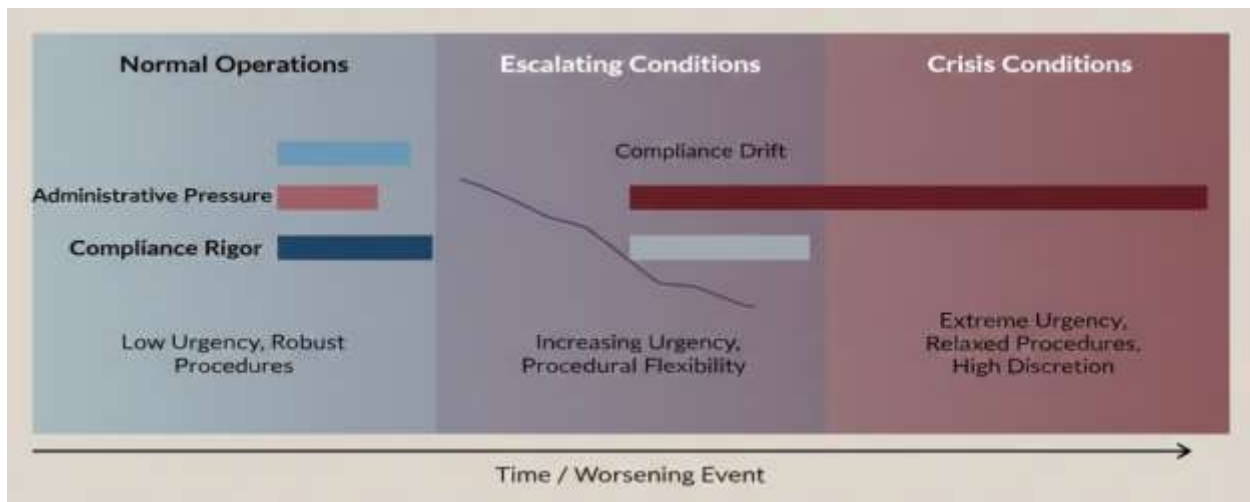 Normal Operations
Escalating Conditions
Crisis Conditions
Compliance Drift
Administrative Pressure
Compliance Rigor
Low Urgency, Robust
Procedures
Increasing Urgency,
Procedural Flexibility
Extreme Urgency,
Relaxed Procedures,
High Discretion
Time / Worsening Event